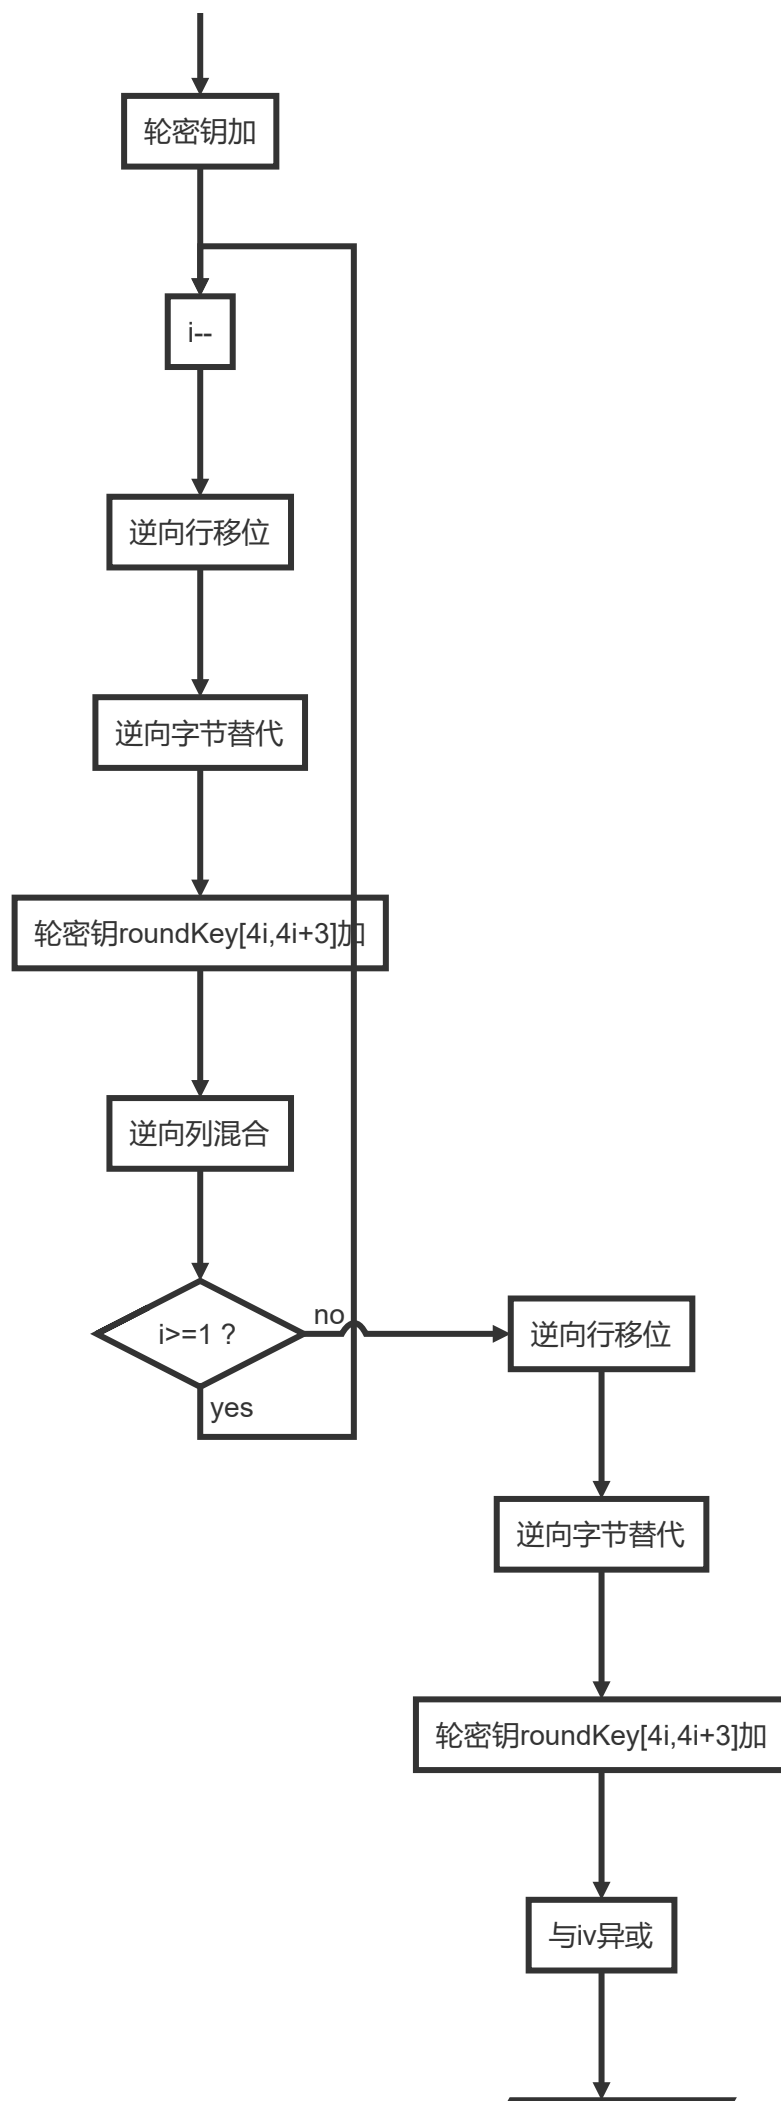 轮密钥加
i--
逆向行移位
逆向字节替代
轮密钥roundKey[4i,4i+3]加
逆向列混合
i>=1 ?
no
yes
逆向行移位
逆向字节替代
轮密钥roundKey[4i,4i+3]加
与iv异或